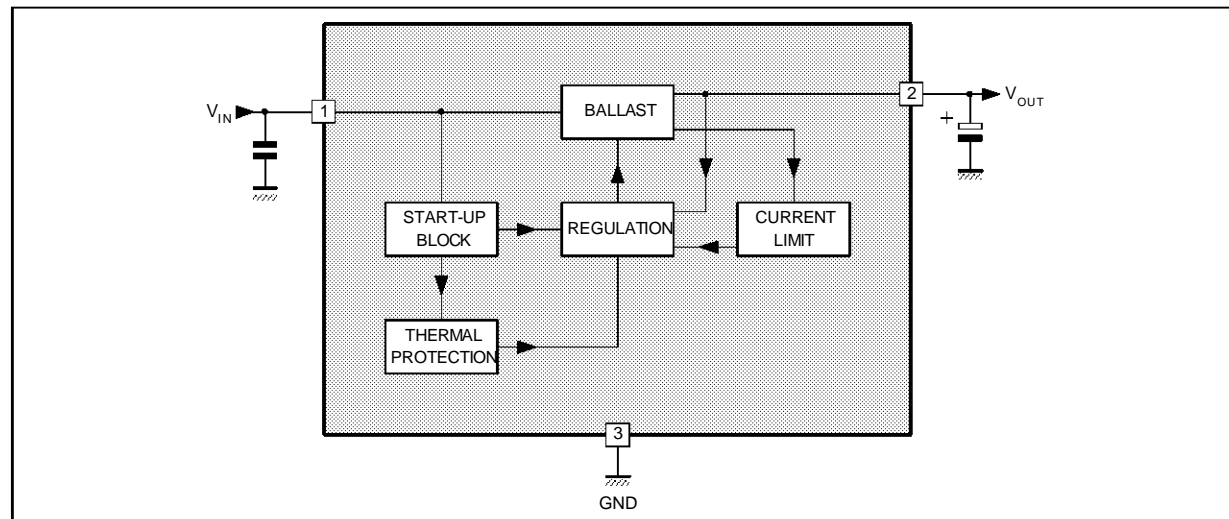 V_IN
1
BALLAST
2
V_OUT
+
START-UP
BLOCK
REGULATION
CURRENT
LIMIT
THERMAL
PROTECTION
3
GND